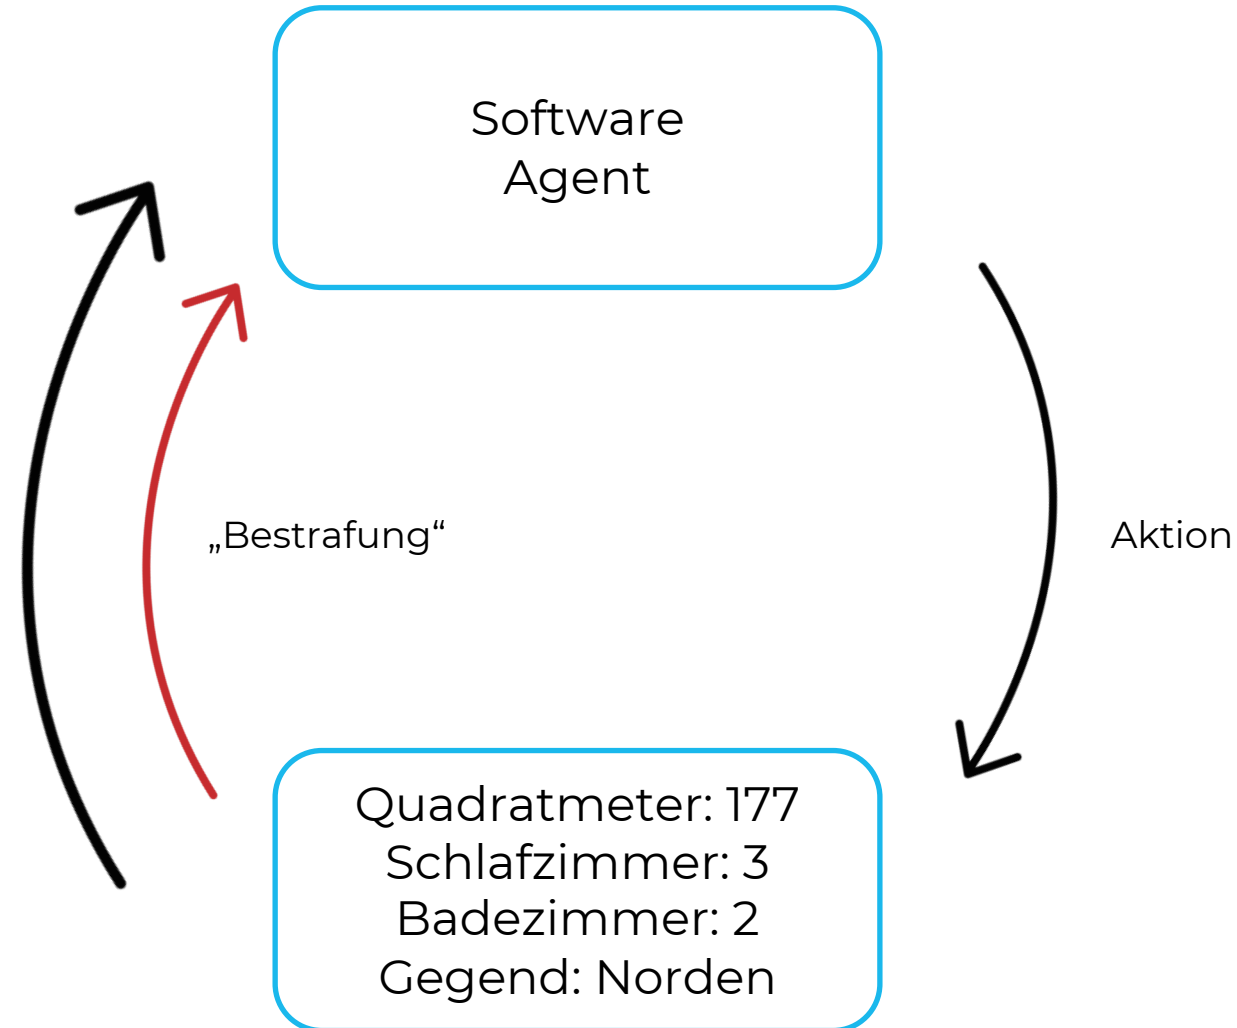 Software
Agent
„Bestrafung“
Aktion
Quadratmeter: 177
Schlafzimmer: 3
Badezimmer: 2
Gegend: Norden